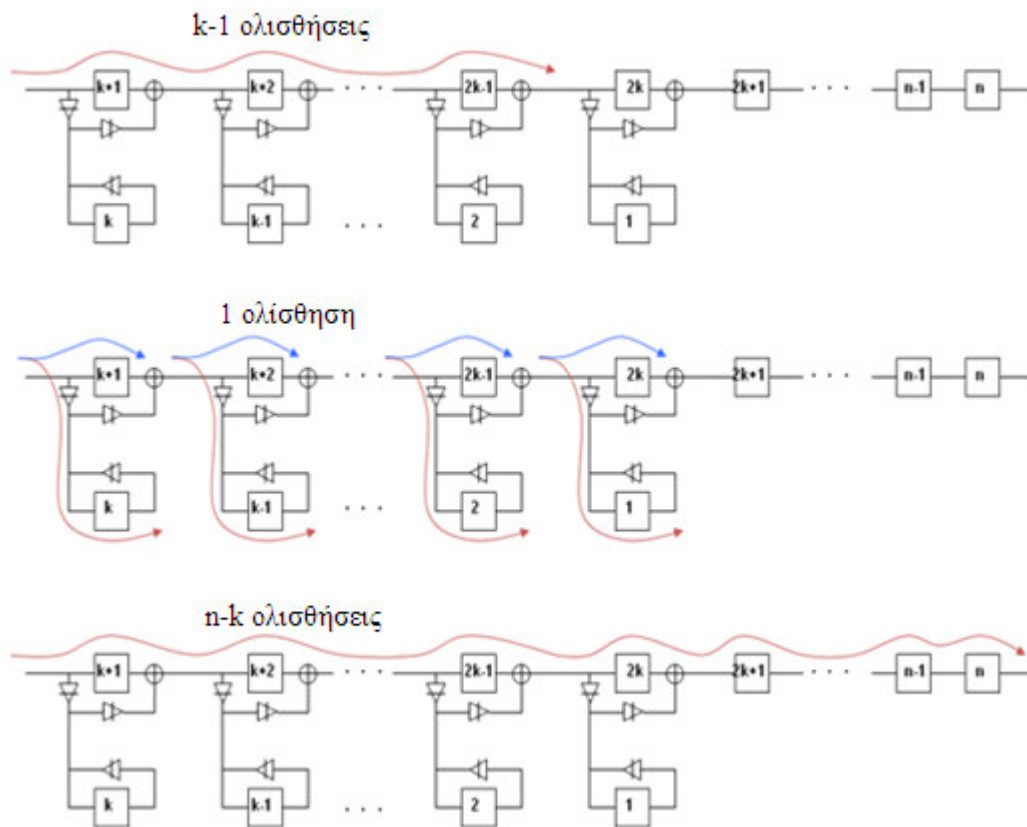 k-1 ολισθήσεις
k+1 k+2 · · · 2k-1 2k 2k+1 · · · n-1 n
k k-1 · · · 2 1
1 ολίσθηση
k+1 k+2 · · · 2k-1 2k 2k+1 · · · n-1 n
k k-1 · · · 2 1
n-k ολισθήσεις
k+1 k+2 · · · 2k-1 2k 2k+1 · · · n-1 n
k k-1 · · · 2 1